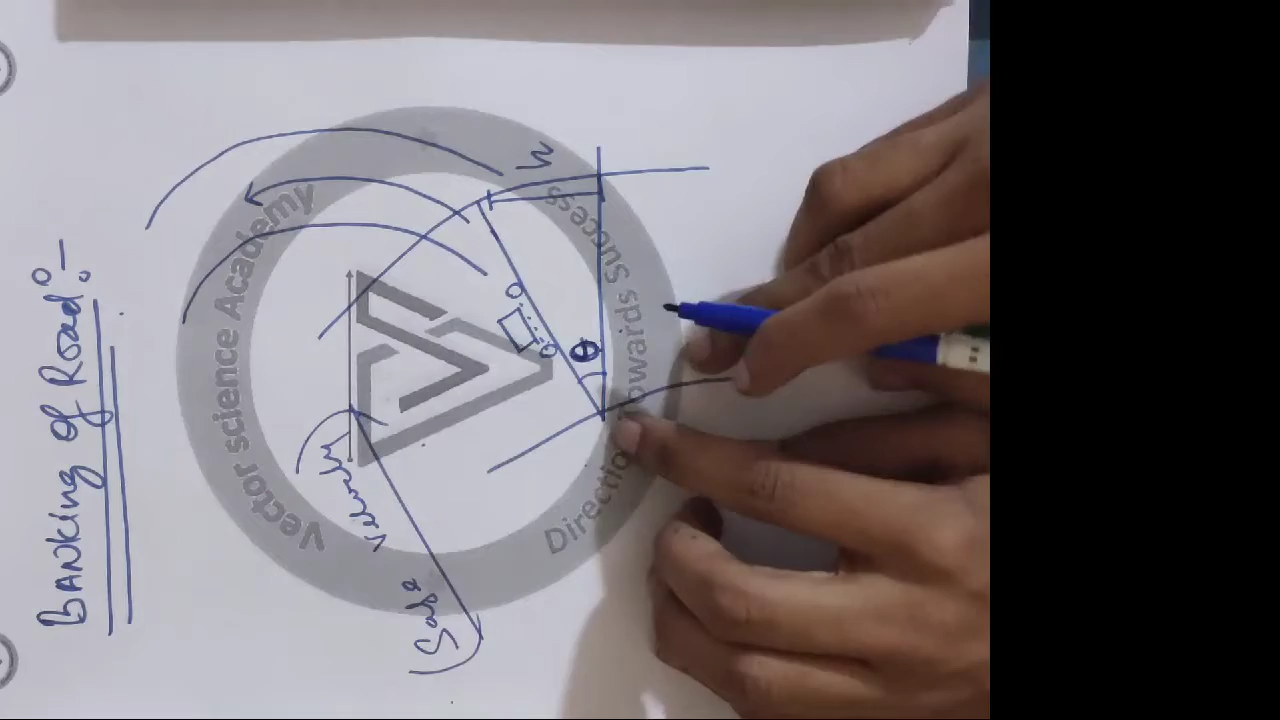 BANKING of Road:-
Vector science Academy
Direction Towards Success
θ
(Safe
Velocity)